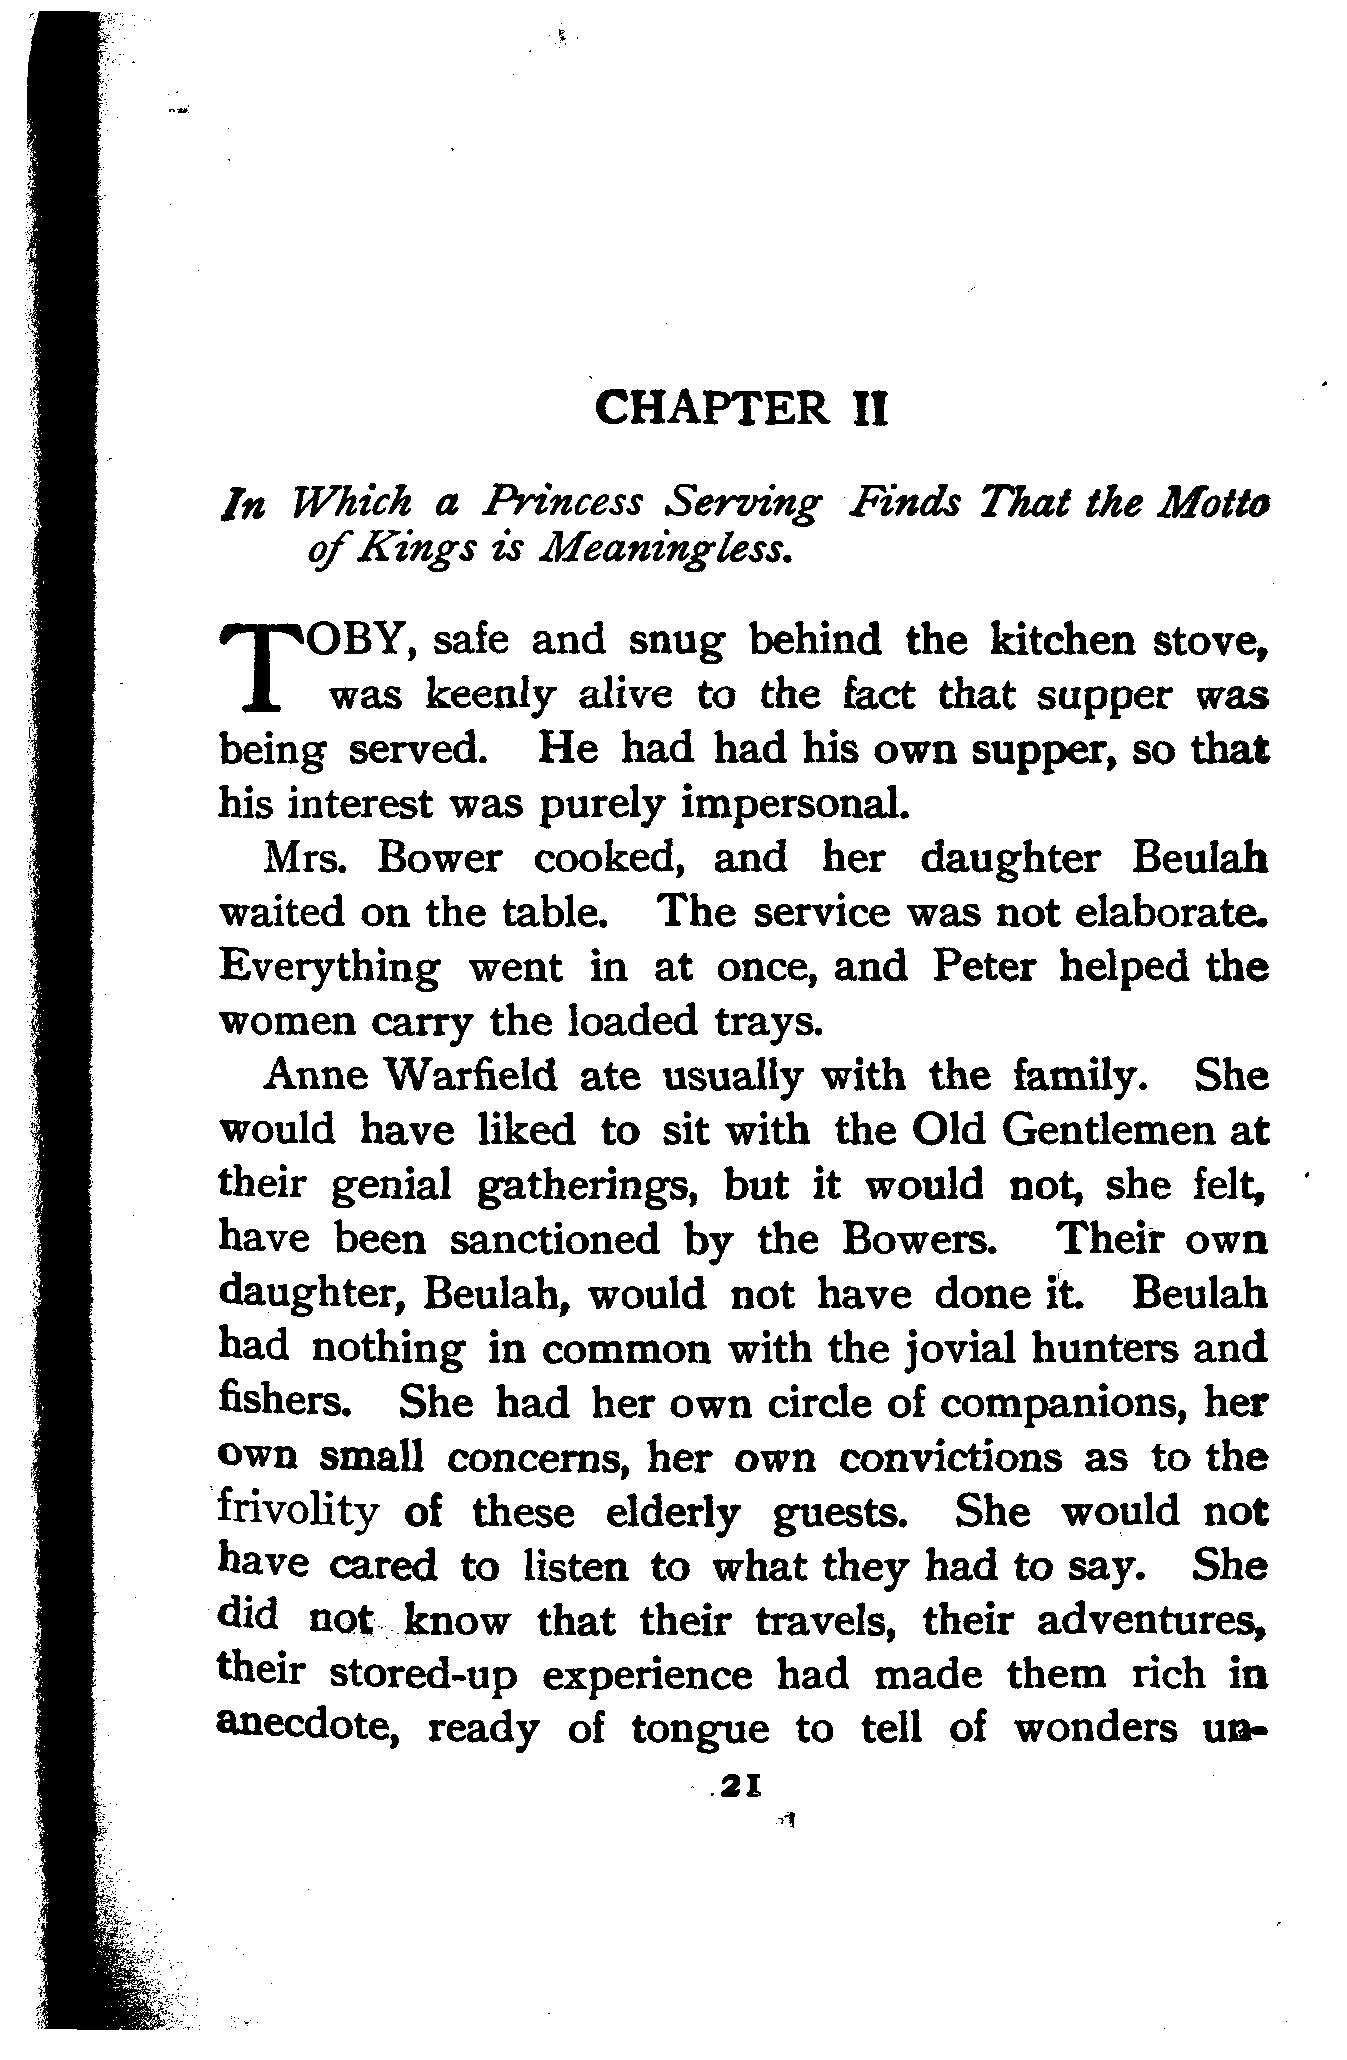 CHAPTER II
In Which a Princess Serving Finds That the Motto
of Kings is Meaningless.
TOBY, safe and snug behind the kitchen stove,
was keenly alive to the fact that supper was
being served. He had had his own supper, so that
his interest was purely impersonal.
Mrs. Bower cooked, and her daughter Beulah
waited on the table. The service was not elaborate.
Everything went in at once, and Peter helped the
women carry the loaded trays.
Anne Warfield ate usually with the family. She
would have liked to sit with the Old Gentlemen at
their genial gatherings, but it would not, she felt,
have been sanctioned by the Bowers. Their own
daughter, Beulah, would not have done it. Beulah
had nothing in common with the jovial hunters and
fishers. She had her own circle of companions, her
own small concerns, her own convictions as to the
frivolity of these elderly guests. She would not
have cared to listen to what they had to say. She
did not know that their travels, their adventures,
their stored-up experience had made them rich in
anecdote, ready of tongue to tell of wonders un-
21